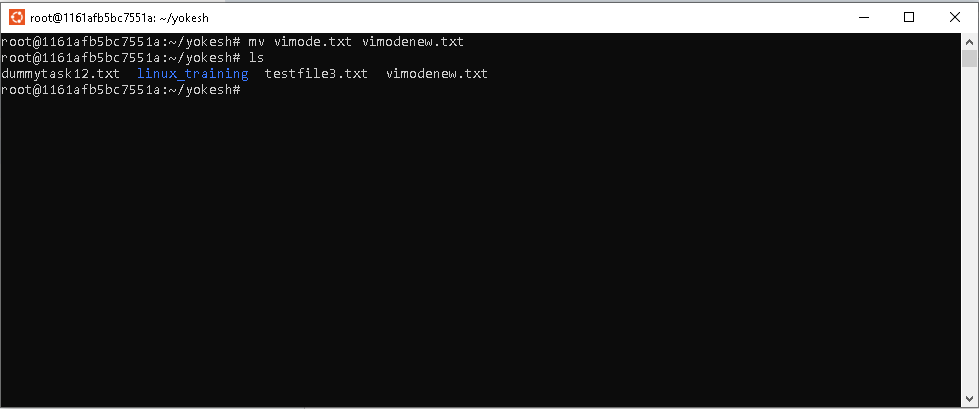 root@1161afb5bc7551a: ~/yokesh
root@1161afb5bc7551a:~/yokesh# mv vimode.txt vimodenew.txt
root@1161afb5bc7551a:~/yokesh# ls
dummytask12.txt  linux_training  testfile3.txt  vimodenew.txt
root@1161afb5bc7551a:~/yokesh#